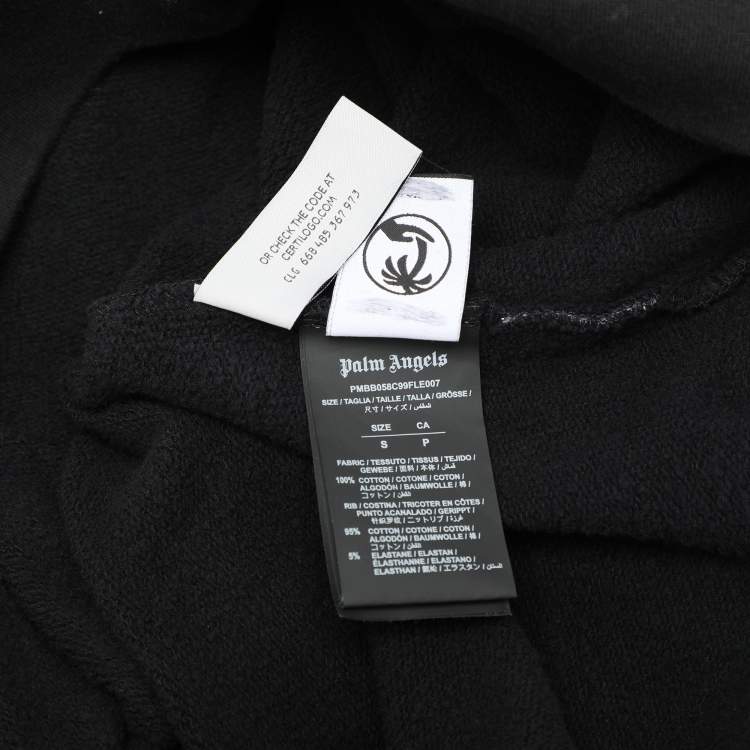 OR CHECK THE CODE AT
CERTILOGO.COM
CLG 668 485 367 973
Palm Angels
PMBB058C99FLE007
SIZE / TAGLIA / TAILLE / TALLA / GRÖSSE /
尺寸 / サイズ / المقاس
SIZE CA
S P
FABRIC / TESSUTO / TISSUS / TEJIDO /
GEWEBE / 面料 / 本体 / قماش
100% COTTON / COTONE / COTON /
ALGODÓN / BAUMWOLLE / 棉 /
コットン / قطن
RIB / COSTINA / TRICOTER EN CÔTES /
PUNTO ACANALADO / GERIPPT /
针织罗纹 / ニットリブ /
95% COTTON / COTONE / COTON /
ALGODÓN / BAUMWOLLE / 棉 /
コットン / قطن
5% ELASTANE / ELASTAN /
ÉLASTHANNE / ELASTANO /
ELASTHAN / 氨纶 / エラスタン /